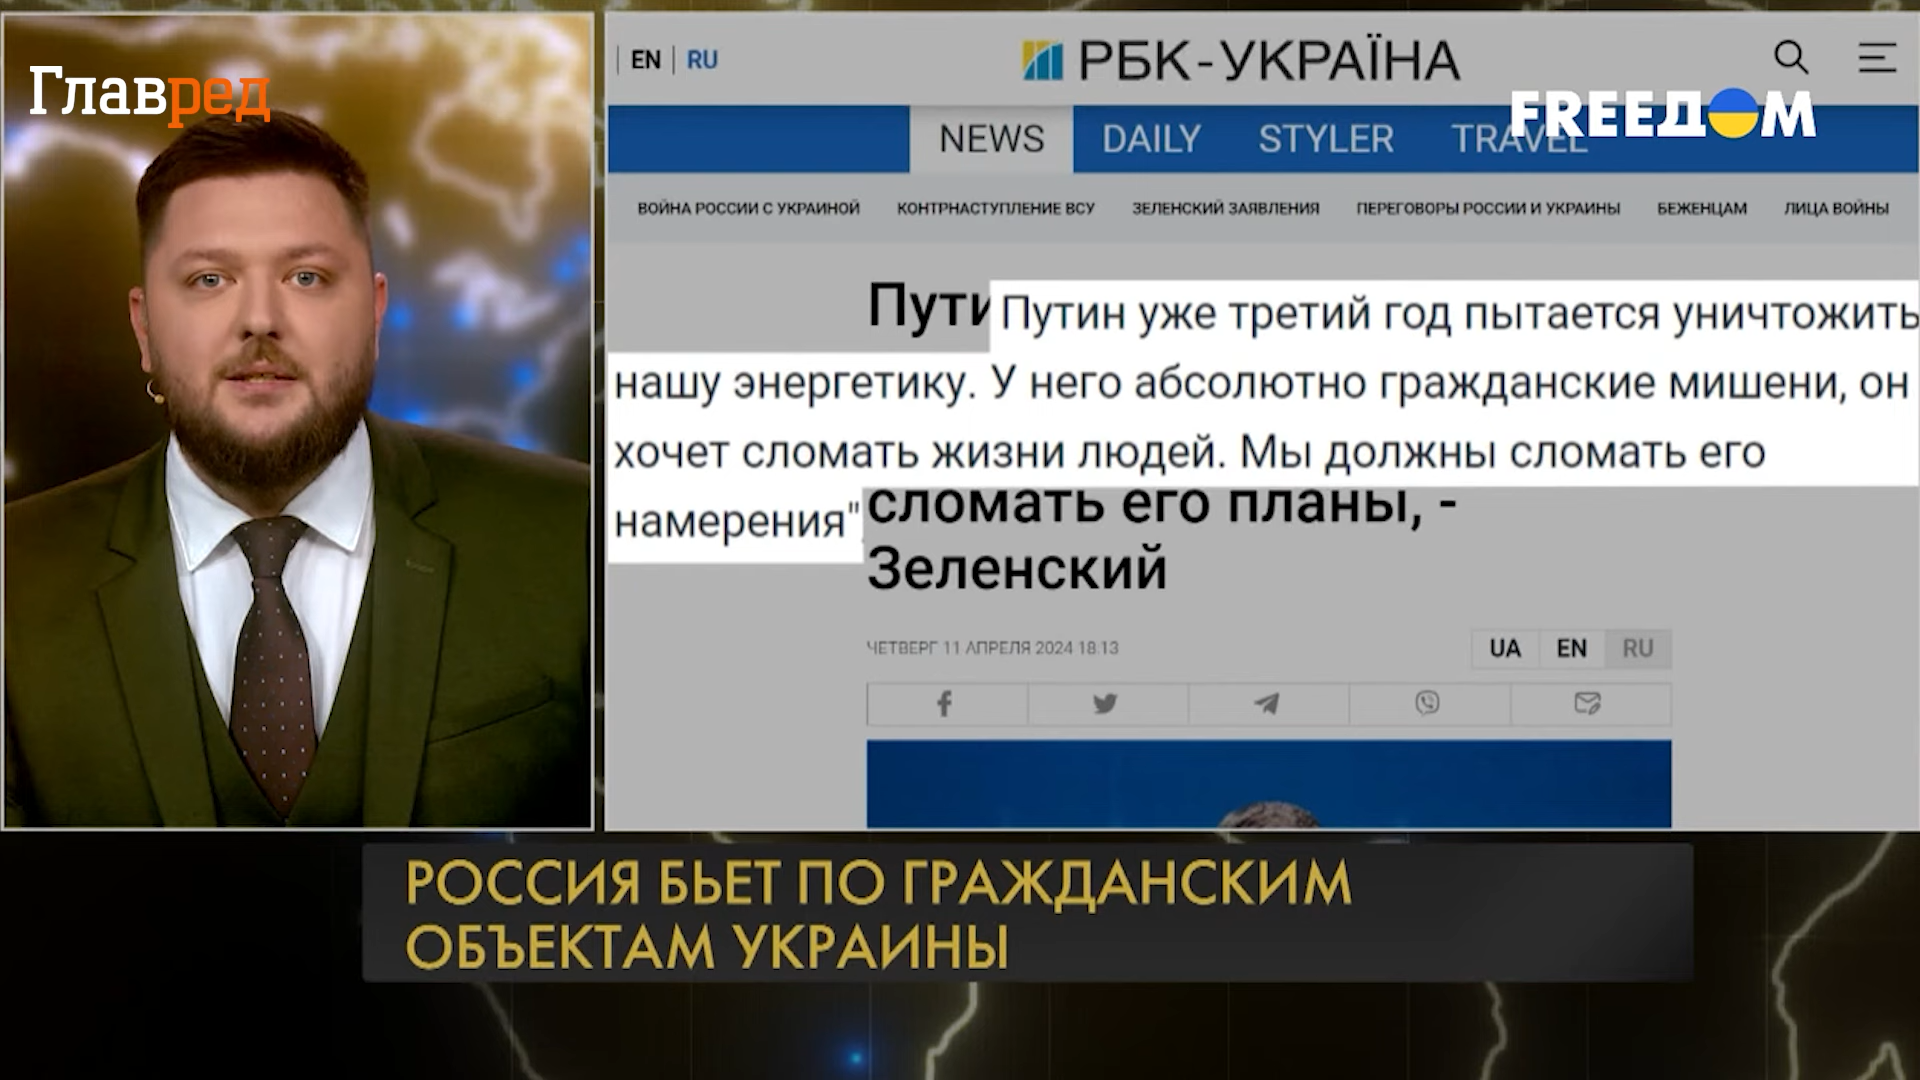 Главред
EN RU
РБК-УКРАЇНА
FREEДOM
NEWS DAILY STYLER TRAVEL
ВОЙНА РОССИИ С УКРАИНОЙ КОНТРНАСТУПЛЕНИЕ ВСУ ЗЕЛЕНСКИЙ ЗАЯВЛЕНИЯ ПЕРЕГОВОРЫ РОССИИ И УКРАИНЫ БЕЖЕНЦАМ ЛИЦА ВОЙНЫ
Пути
Путин уже третий год пытается уничтожить
нашу энергетику. У него абсолютно гражданские мишени, он
хочет сломать жизни людей. Мы должны сломать его
намерения"
сломать его планы, -
Зеленский
ЧЕТВЕРГ 11 АПРЕЛЯ 2024 18:13
UA EN RU
РОССИЯ БЬЕТ ПО ГРАЖДАНСКИМ
ОБЪЕКТАМ УКРАИНЫ